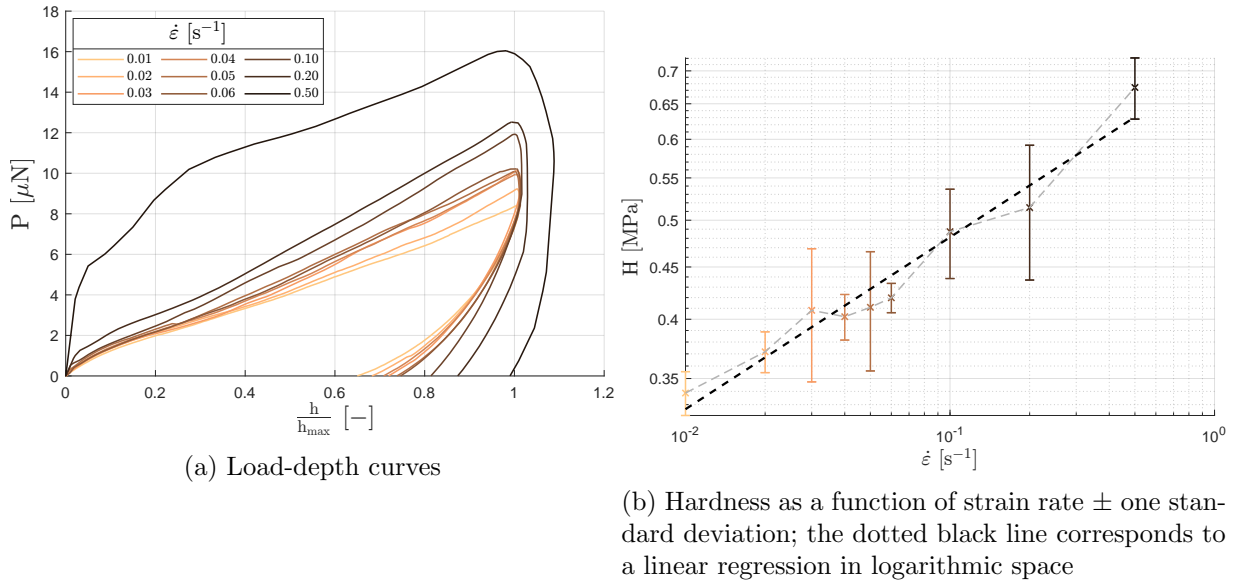 18
16
14
12
10
8
6
4
2
0
P [μN]
ε̇ [s⁻¹]
0.01 0.04 0.10
0.02 0.05 0.20
0.03 0.06 0.50
0 0.2 0.4 0.6 0.8 1 1.2
h/h_max [−]
(a) Load-depth curves
0.7
0.65
0.6
0.55
0.5
0.45
0.4
0.35
H [MPa]
10⁻² 10⁻¹ 10⁰
ε̇ [s⁻¹]
(b) Hardness as a function of strain rate ± one stan-
dard deviation; the dotted black line corresponds to
a linear regression in logarithmic space